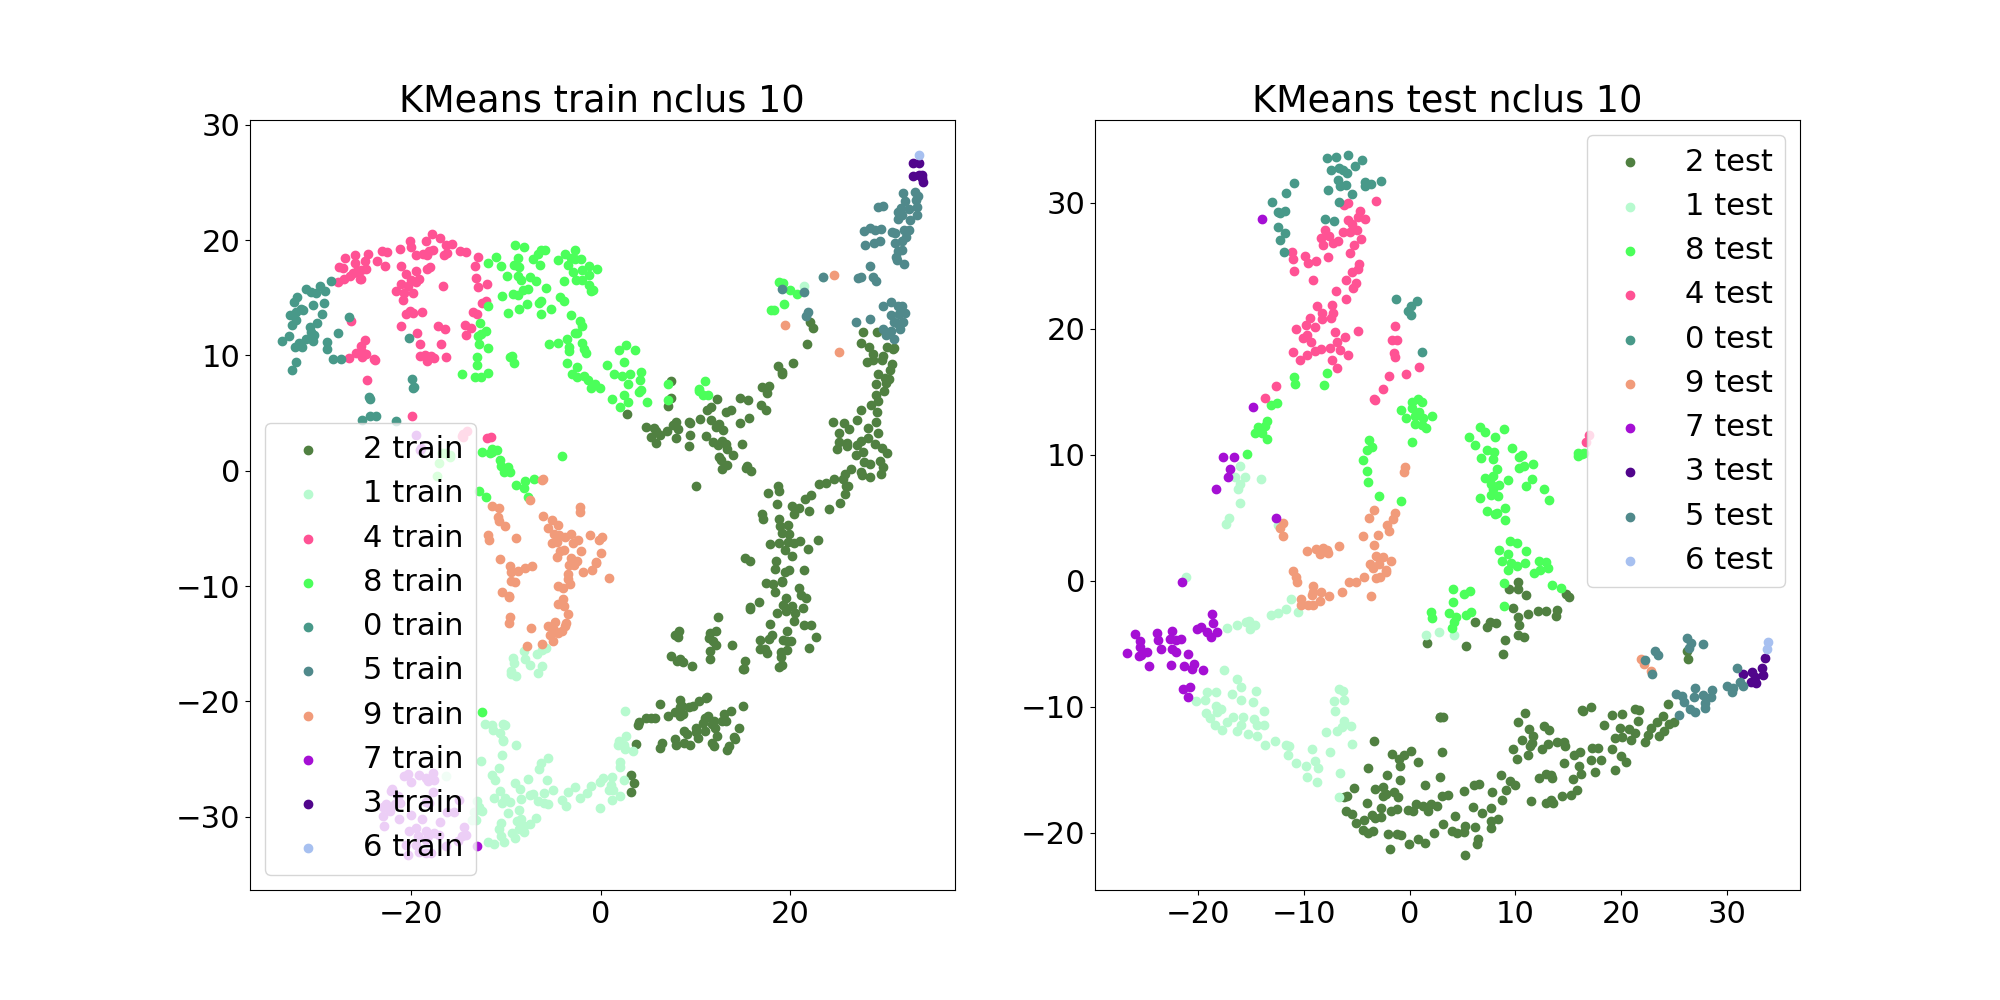 KMeans train nclus 10
30
20
10
0
−10
−20
−30
−20
0
20
2 train
1 train
4 train
8 train
0 train
5 train
9 train
7 train
3 train
6 train
KMeans test nclus 10
30
20
10
0
−10
−20
−20
−10
0
10
20
30
2 test
1 test
8 test
4 test
0 test
9 test
7 test
3 test
5 test
6 test